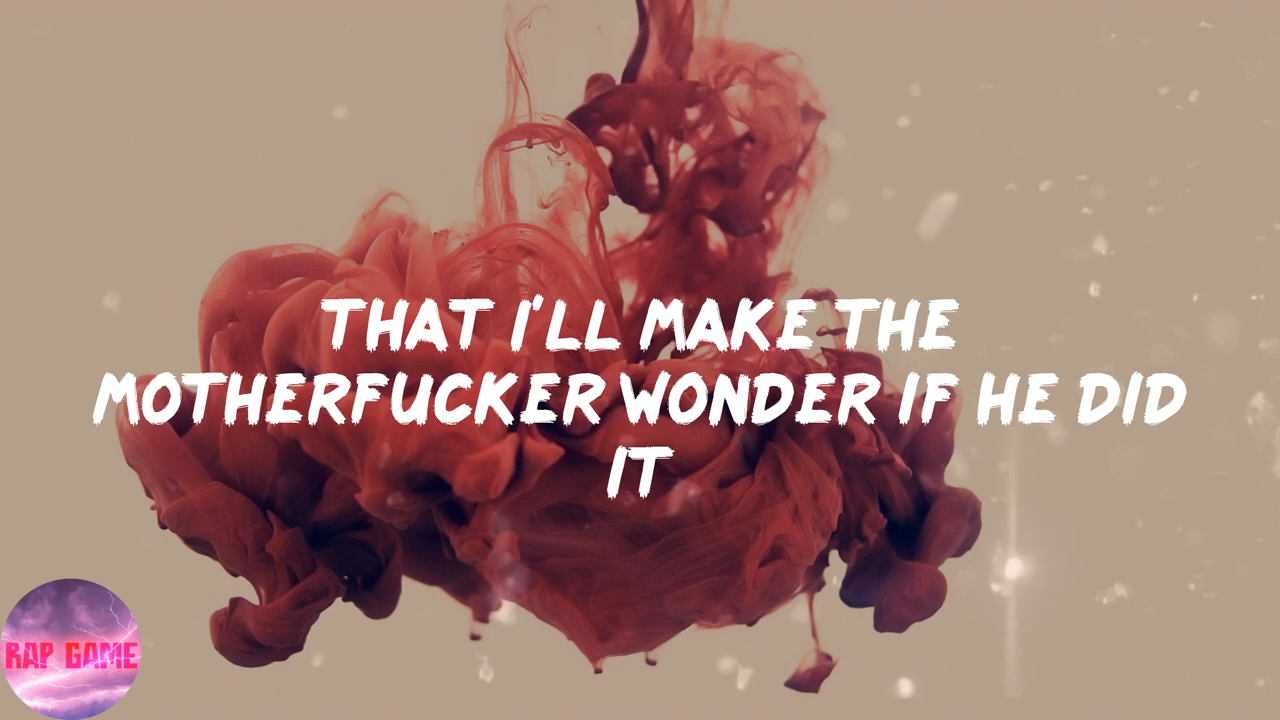 THAT I'LL MAKE THE
MOTHERFUCKER WONDER IF HE DID
IT
RAP GAME